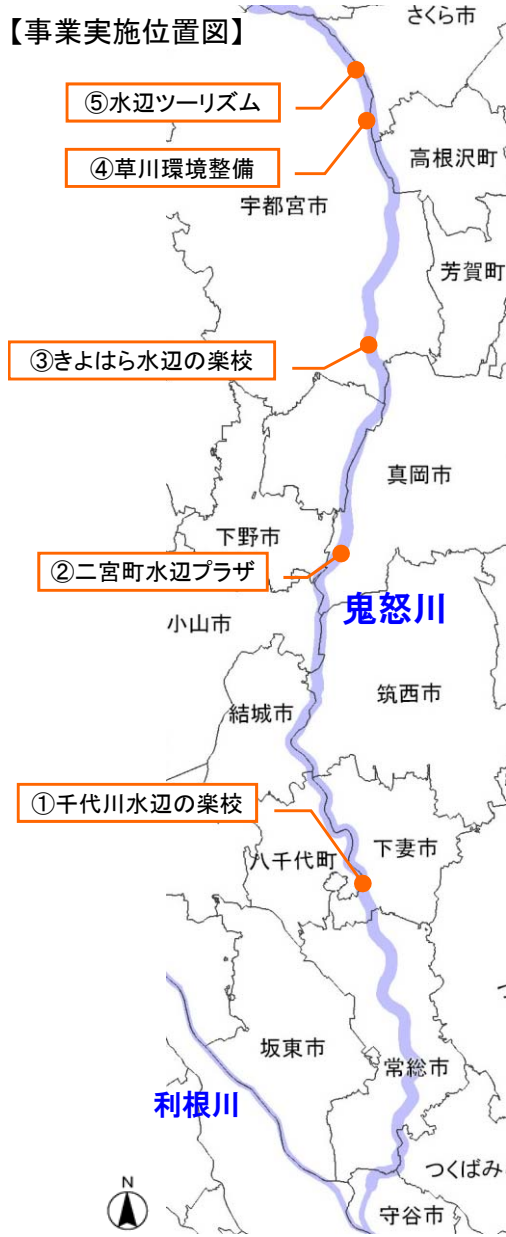 【事業実施位置図】
さくら市
⑤水辺ツーリズム
④草川環境整備
高根沢町
宇都宮市
芳賀町
③きよはら水辺の楽校
真岡市
下野市
②二宮町水辺プラザ
鬼怒川
小山市
筑西市
結城市
①千代川水辺の楽校
下妻市
八千代町
つ
坂東市
常総市
利根川
つくばみ
N
守谷市